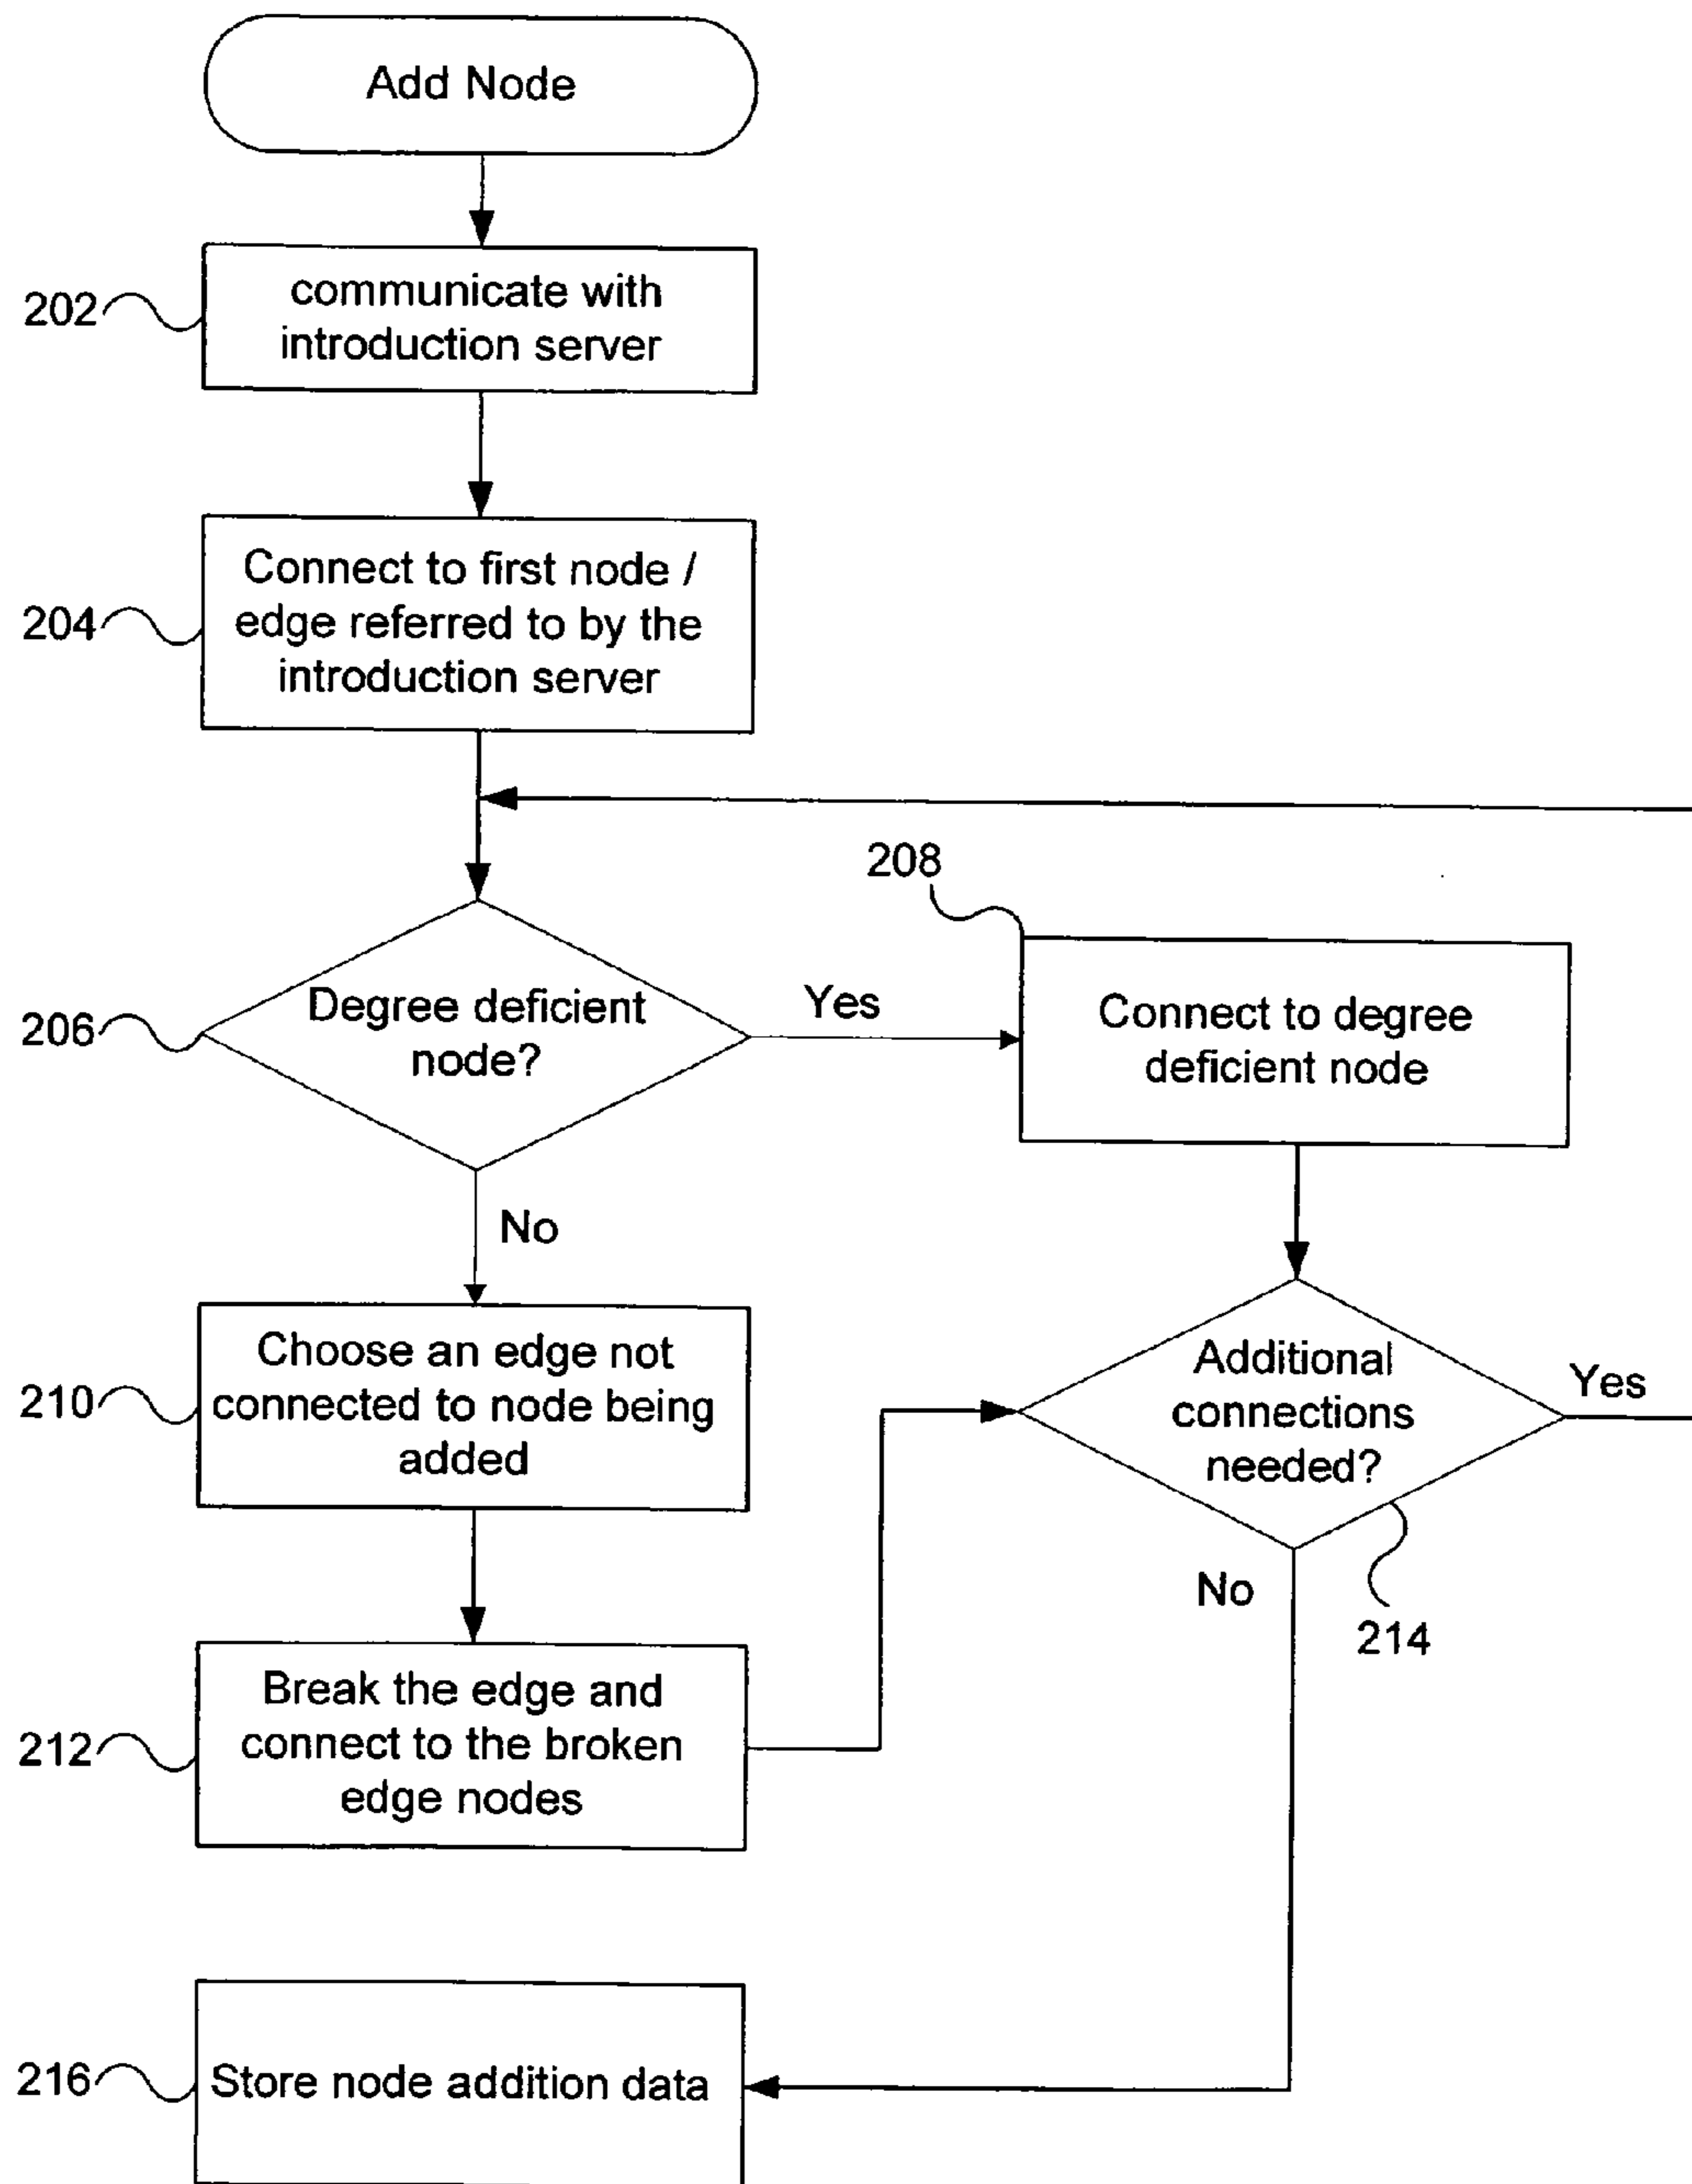 Add Node
202
communicate with
introduction server
204
Connect to first node /
edge referred to by the
introduction server
206
Degree deficient
node?
Yes
208
Connect to degree
deficient node
No
210
Choose an edge not
connected to node being
added
Additional
connections
needed?
Yes
214
No
212
Break the edge and
connect to the broken
edge nodes
216
Store node addition data